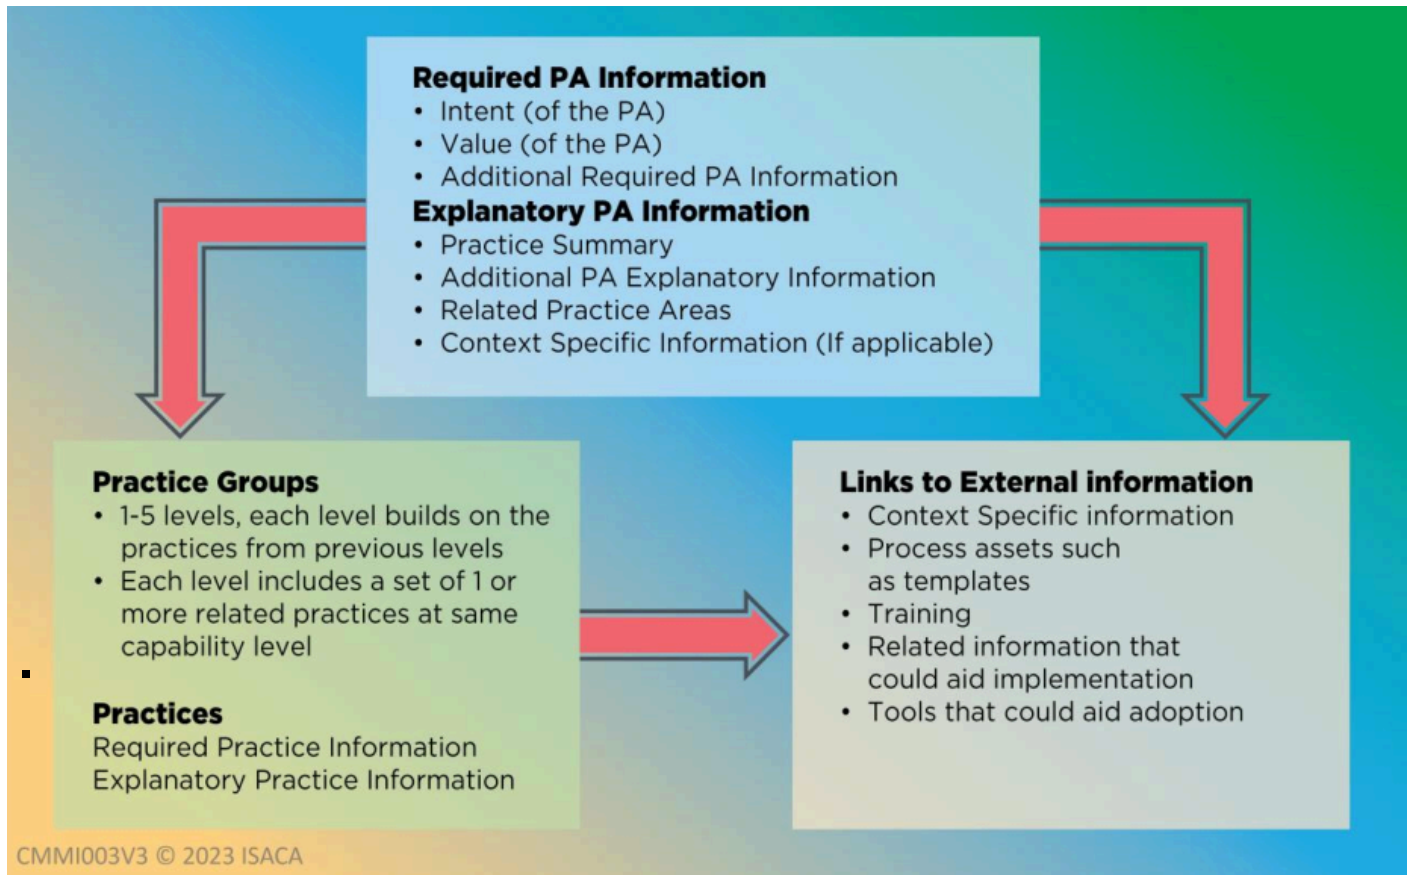 Required PA Information
• Intent (of the PA)
• Value (of the PA)
• Additional Required PA Information
Explanatory PA Information
• Practice Summary
• Additional PA Explanatory Information
• Related Practice Areas
• Context Specific Information (If applicable)
Practice Groups
• 1-5 levels, each level builds on the
practices from previous levels
• Each level includes a set of 1 or
more related practices at same
capability level
Practices
Required Practice Information
Explanatory Practice Information
Links to External information
• Context Specific information
• Process assets such
as templates
• Training
• Related information that
could aid implementation
• Tools that could aid adoption
CMMI003V3 © 2023 ISACA